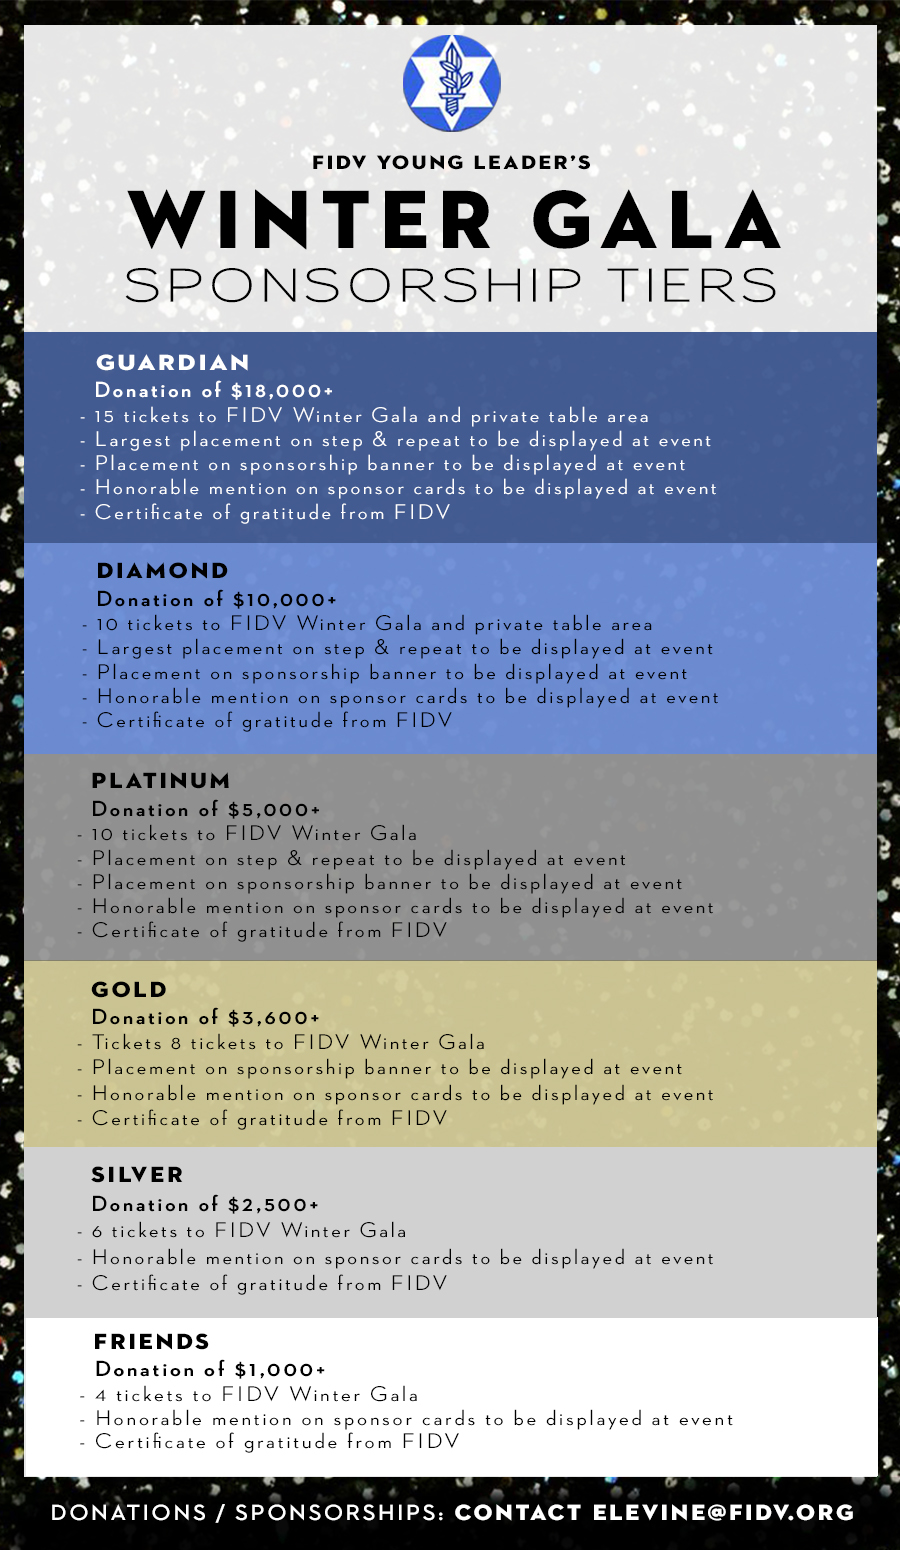 FIDV YOUNG LEADER'S
WINTER GALA
SPONSORSHIP TIERS
GUARDIAN
Donation of $18,000+
- 15 tickets to FIDV Winter Gala and private table area
- Largest placement on step & repeat to be displayed at event
- Placement on sponsorship banner to be displayed at event
- Honorable mention on sponsor cards to be displayed at event
- Certificate of gratitude from FIDV
DIAMOND
Donation of $10,000+
- 10 tickets to FIDV Winter Gala and private table area
- Largest placement on step & repeat to be displayed at event
- Placement on sponsorship banner to be displayed at event
- Honorable mention on sponsor cards to be displayed at event
- Certificate of gratitude from FIDV
PLATINUM
Donation of $5,000+
- 10 tickets to FIDV Winter Gala
- Placement on step & repeat to be displayed at event
- Placement on sponsorship banner to be displayed at event
- Honorable mention on sponsor cards to be displayed at event
- Certificate of gratitude from FIDV
GOLD
Donation of $3,600+
- Tickets 8 tickets to FIDV Winter Gala
- Placement on sponsorship banner to be displayed at event
- Honorable mention on sponsor cards to be displayed at event
- Certificate of gratitude from FIDV
SILVER
Donation of $2,500+
- 6 tickets to FIDV Winter Gala
- Honorable mention on sponsor cards to be displayed at event
- Certificate of gratitude from FIDV
FRIENDS
Donation of $1,000+
- 4 tickets to FIDV Winter Gala
- Honorable mention on sponsor cards to be displayed at event
- Certificate of gratitude from FIDV
DONATIONS / SPONSORSHIPS: CONTACT ELEVINE@FIDV.ORG